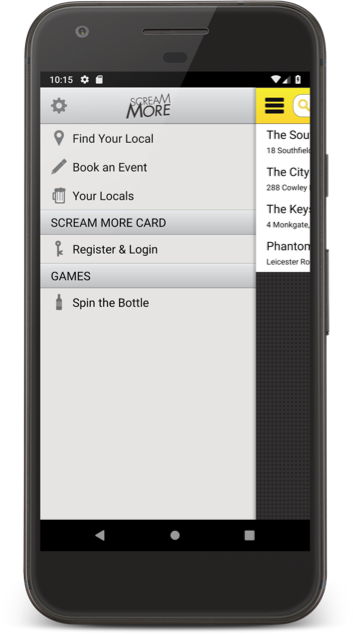 10:15
SCREAM
MORE
Find Your Local
Book an Event
Your Locals
SCREAM MORE CARD
Register & Login
GAMES
Spin the Bottle
The Sou
18 Southfiel
The City
288 Cowley
The Keys
4 Monkgate,
Phantom
Leicester Ro